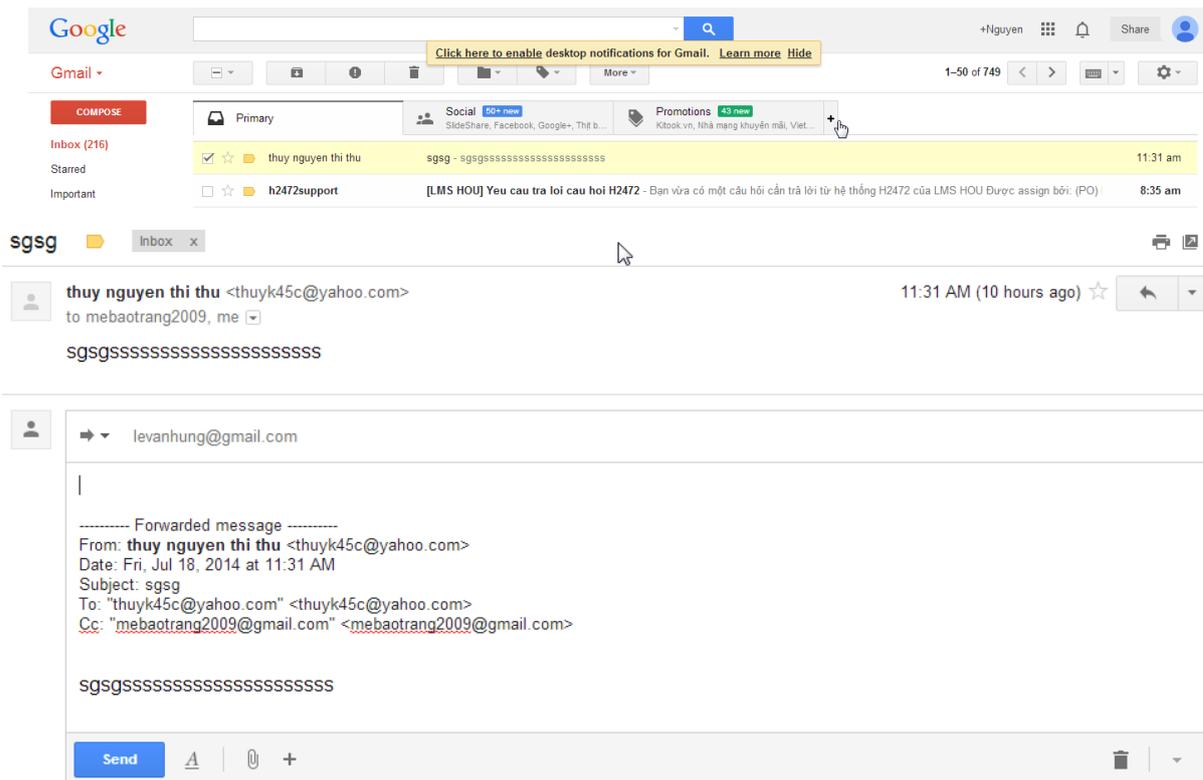 Google
+Nguyen
Share
Click here to enable desktop notifications for Gmail. Learn more Hide
Gmail
More
1–50 of 749
COMPOSE
Primary
Social 50+ new
SlideShare, Facebook, Google+, Thịt b...
Promotions 43 new
Kitook.vn, Nhà mạng khuyến mãi, Viet...
+
Inbox (216)
Starred
Important
thuy nguyen thi thu sgsg - sgsgssssssssssssssssssssss 11:31 am
h2472support [LMS HOU] Yeu cau tra loi cau hoi H2472 - Bạn vừa có một câu hỏi cần trả lời từ hệ thống H2472 của LMS HOU Được assign bởi: (PO) 8:35 am
sgsg Inbox x
thuy nguyen thi thu <thuyk45c@yahoo.com> 11:31 AM (10 hours ago)
to mebaotrang2009, me
sgsgsssssssssssssssssssss
levanhung@gmail.com
---------- Forwarded message ----------
From: thuy nguyen thi thu <thuyk45c@yahoo.com>
Date: Fri, Jul 18, 2014 at 11:31 AM
Subject: sgsg
To: "thuyk45c@yahoo.com" <thuyk45c@yahoo.com>
Cc: "mebaotrang2009@gmail.com" <mebaotrang2009@gmail.com>
sgsgsssssssssssssssssssss
Send A +